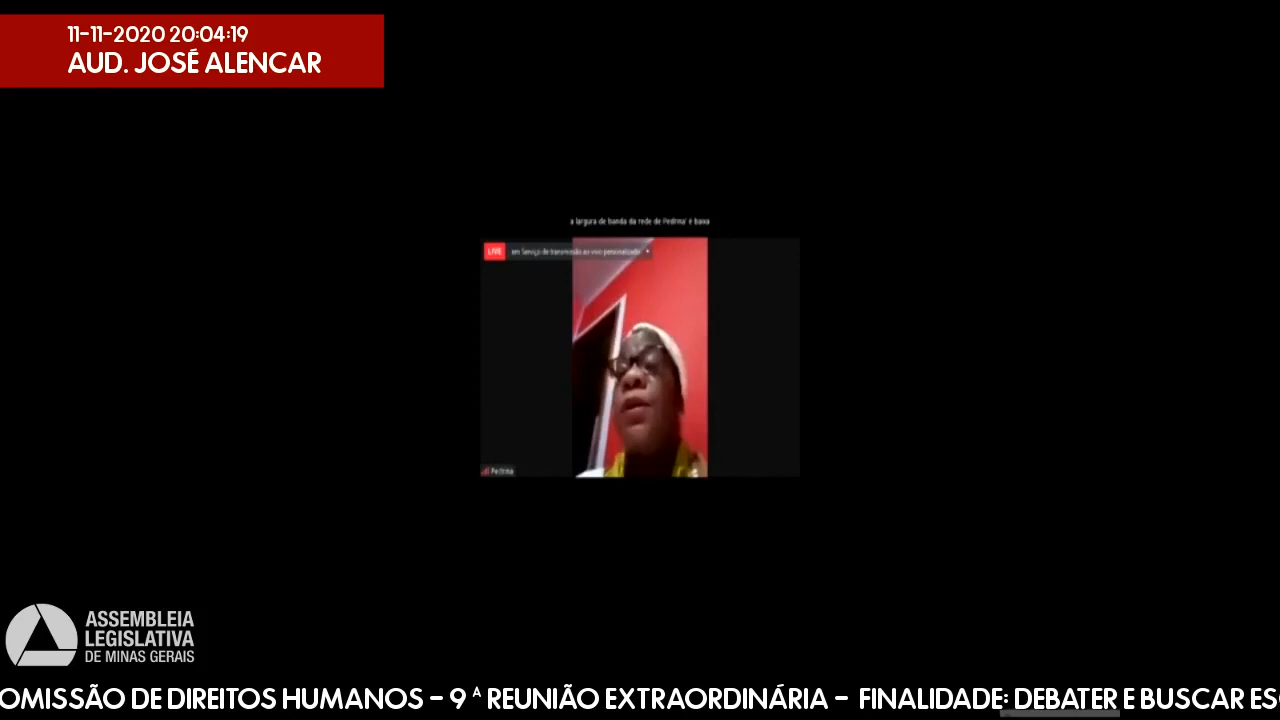 11-11-2020 20:04:19
AUD. JOSÉ ALENCAR
a largura de banda da rede de Pedrina' é baixa
LIVE
em Serviço de transmissão ao vivo personalizado
Pedrina
ASSEMBLEIA
LEGISLATIVA
DE MINAS GERAIS
OMISSÃO DE DIREITOS HUMANOS - 9 ª REUNIÃO EXTRAORDINÁRIA - FINALIDADE: DEBATER E BUSCAR ES